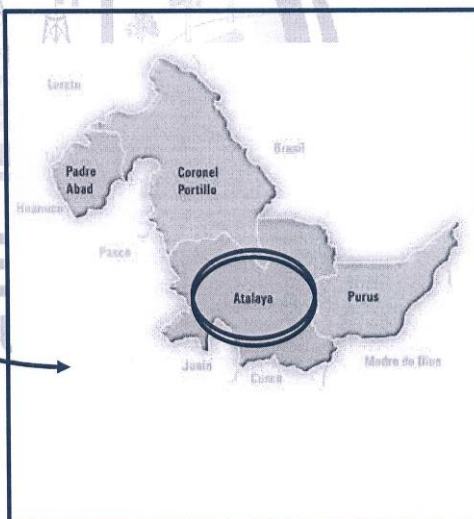 Loreto
Brasil
Padre
Abad
Coronel
Portillo
Huanuco
Pasco
Atalaya
Purus
Junin
Cusco
Madre de Dios